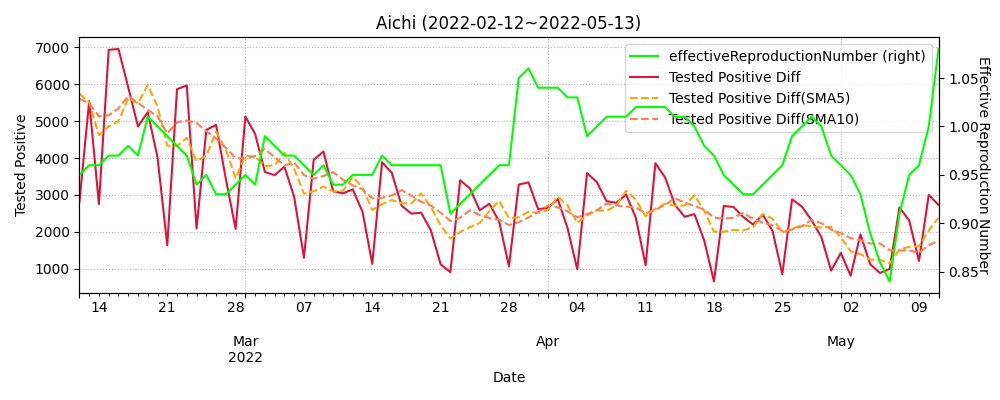 Aichi (2022-02-12~2022-05-13)
7000
6000
5000
4000
3000
2000
1000
Tested Positive
effectiveReproductionNumber (right)
Tested Positive Diff
Tested Positive Diff(SMA5)
Tested Positive Diff(SMA10)
1.05
1.00
0.95
0.90
0.85
Effective Reproduction Number
14 21 28 07 14 21 28 04 11 18 25 02 09
Mar Apr May
2022
Date